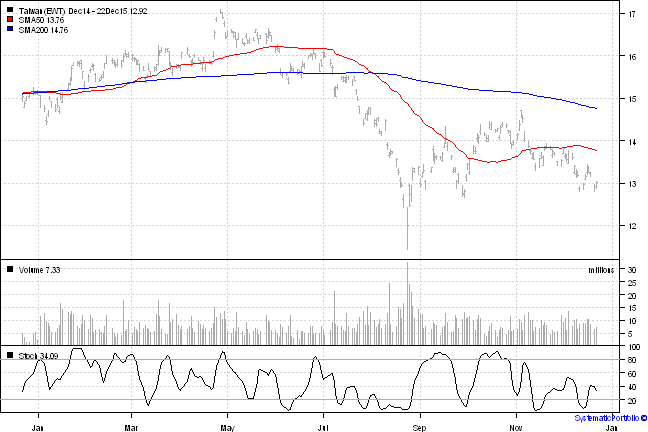 Taiwan (EWT) Dec14 - 22Dec15 12.92
SMA50 13.76
SMA200 14.76
17
16
15
14
13
12
Volume 7.33
millions
30
25
20
15
10
5
Stoch 34.09
100
80
60
40
20
Jan Mar May Jul Sep Nov Jan
SystematicPortfolio ©